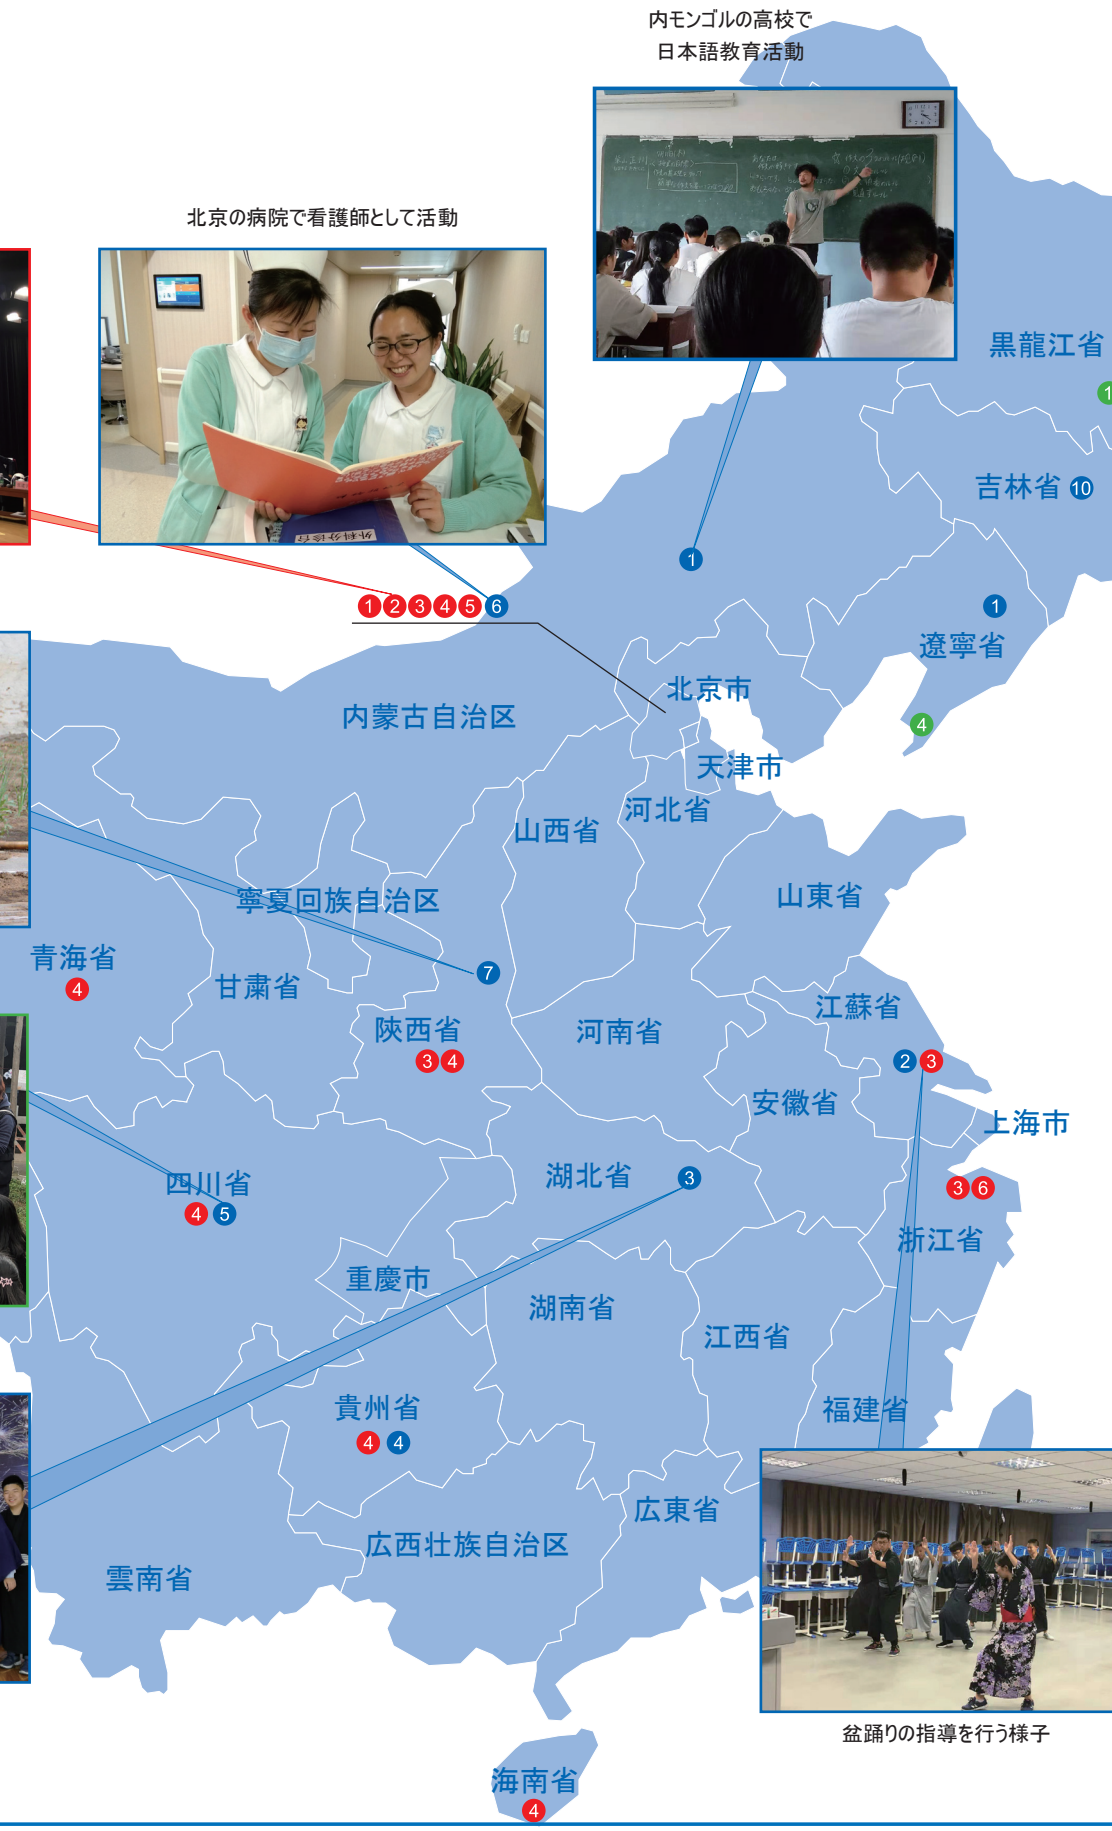 内モンゴルの高校で
日本語教育活動
北京の病院で看護師として活動
外科分诊台
黒龍江省
1
吉林省 10
1
1 2 3 4 5 6
1
遼寧省
4
北京市
内蒙古自治区
天津市
河北省
山西省
山東省
寧夏回族自治区
青海省
4
甘粛省
7
江蘇省
陝西省
3 4
河南省
2 3
安徽省
上海市
湖北省
3
四川省
4 5
3 6
浙江省
重慶市
湖南省
江西省
貴州省
4 4
福建省
広東省
広西壮族自治区
雲南省
盆踊りの指導を行う様子
海南省
4